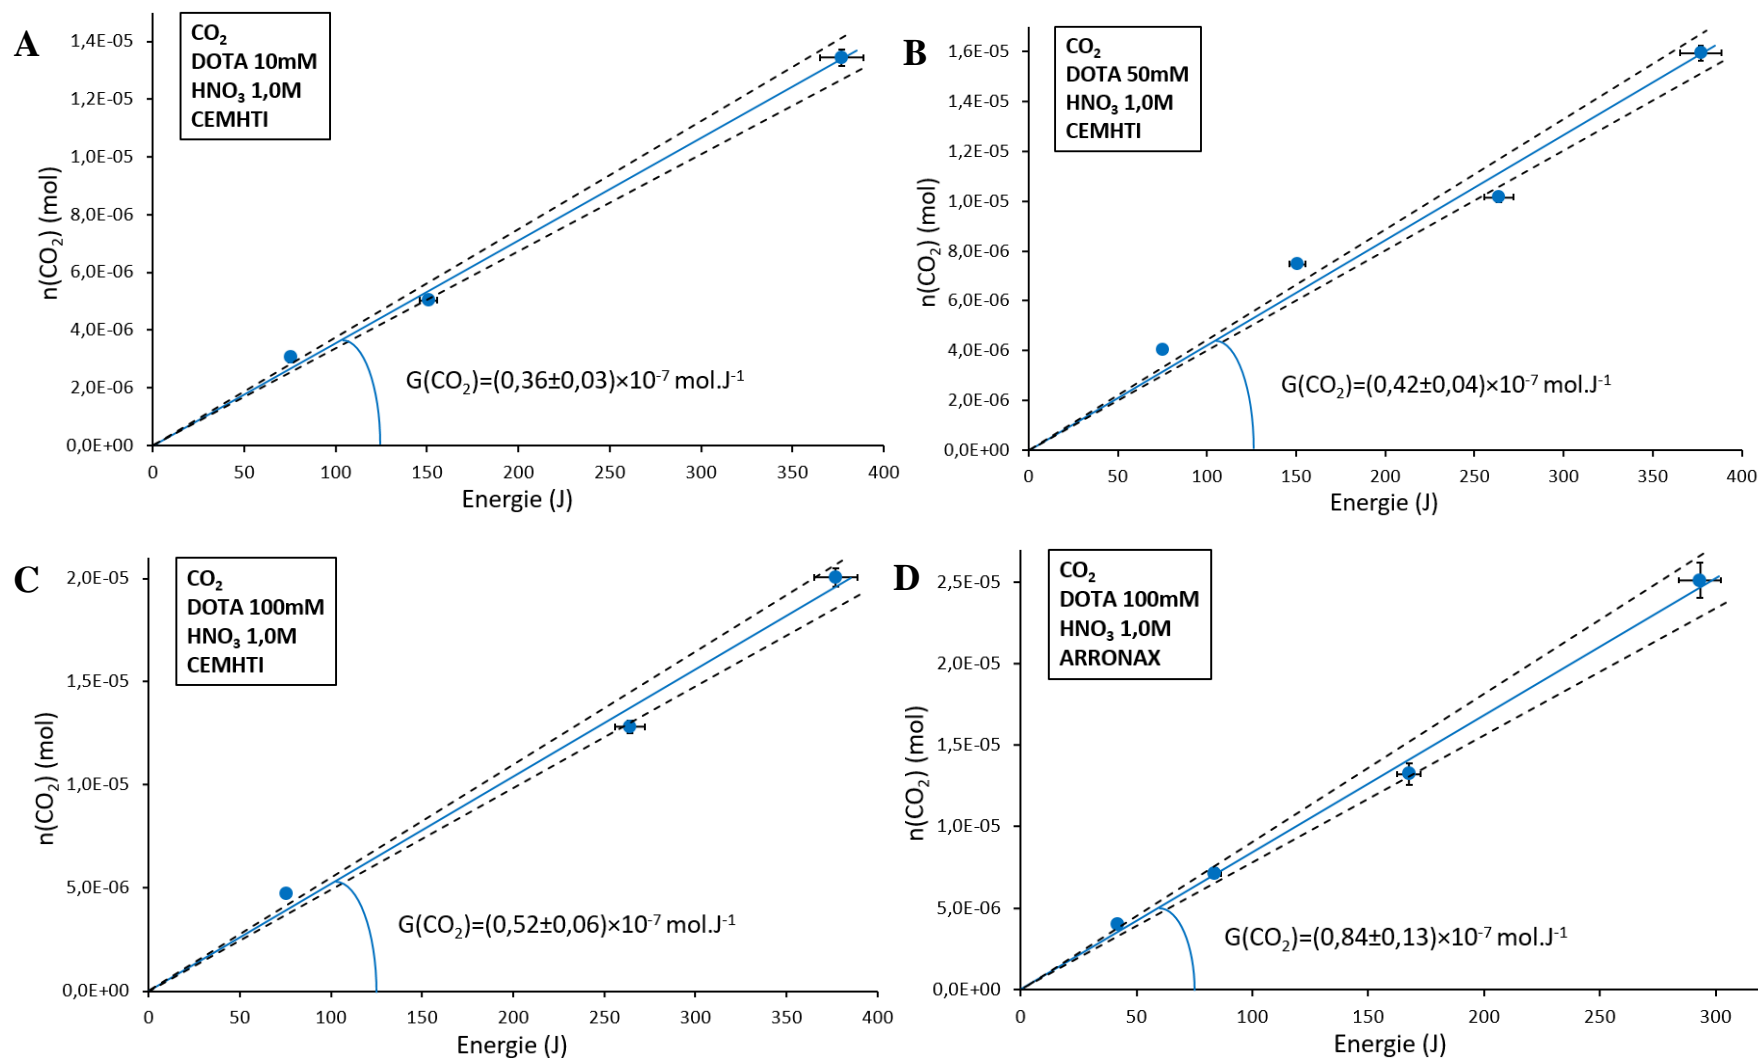 A
CO₂
DOTA 10mM
HNO₃ 1,0M
CEMHTI
n(CO₂) (mol)
1,4E-05
1,2E-05
1,0E-05
8,0E-06
6,0E-06
4,0E-06
2,0E-06
0,0E+00
G(CO₂)=(0,36±0,03)×10⁻⁷ mol.J⁻¹
0 50 100 150 200 250 300 350 400
Energie (J)
B
CO₂
DOTA 50mM
HNO₃ 1,0M
CEMHTI
n(CO₂) (mol)
1,6E-05
1,4E-05
1,2E-05
1,0E-05
8,0E-06
6,0E-06
4,0E-06
2,0E-06
0,0E+00
G(CO₂)=(0,42±0,04)×10⁻⁷ mol.J⁻¹
0 50 100 150 200 250 300 350 400
Energie (J)
C
CO₂
DOTA 100mM
HNO₃ 1,0M
CEMHTI
n(CO₂) (mol)
2,0E-05
1,5E-05
1,0E-05
5,0E-06
0,0E+00
G(CO₂)=(0,52±0,06)×10⁻⁷ mol.J⁻¹
0 50 100 150 200 250 300 350 400
Energie (J)
D
CO₂
DOTA 100mM
HNO₃ 1,0M
ARRONAX
n(CO₂) (mol)
2,5E-05
2,0E-05
1,5E-05
1,0E-05
5,0E-06
0,0E+00
G(CO₂)=(0,84±0,13)×10⁻⁷ mol.J⁻¹
0 50 100 150 200 250 300
Energie (J)